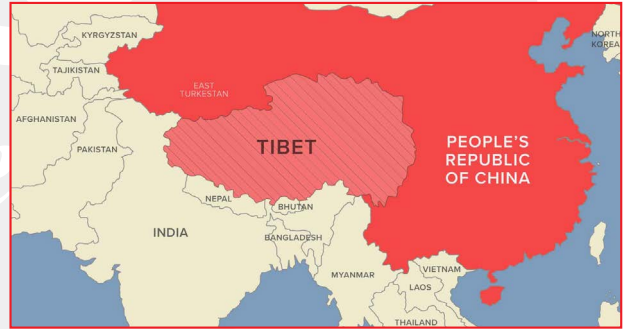 KYRGYZSTAN
NORTH
KOREA
TAJIKISTAN
EAST
TURKESTAN
AFGHANISTAN
TIBET
PEOPLE'S
REPUBLIC
OF CHINA
PAKISTAN
NEPAL
BHUTAN
INDIA
BANGLADESH
MYANMAR
VIETNAM
LAOS
THAILAND